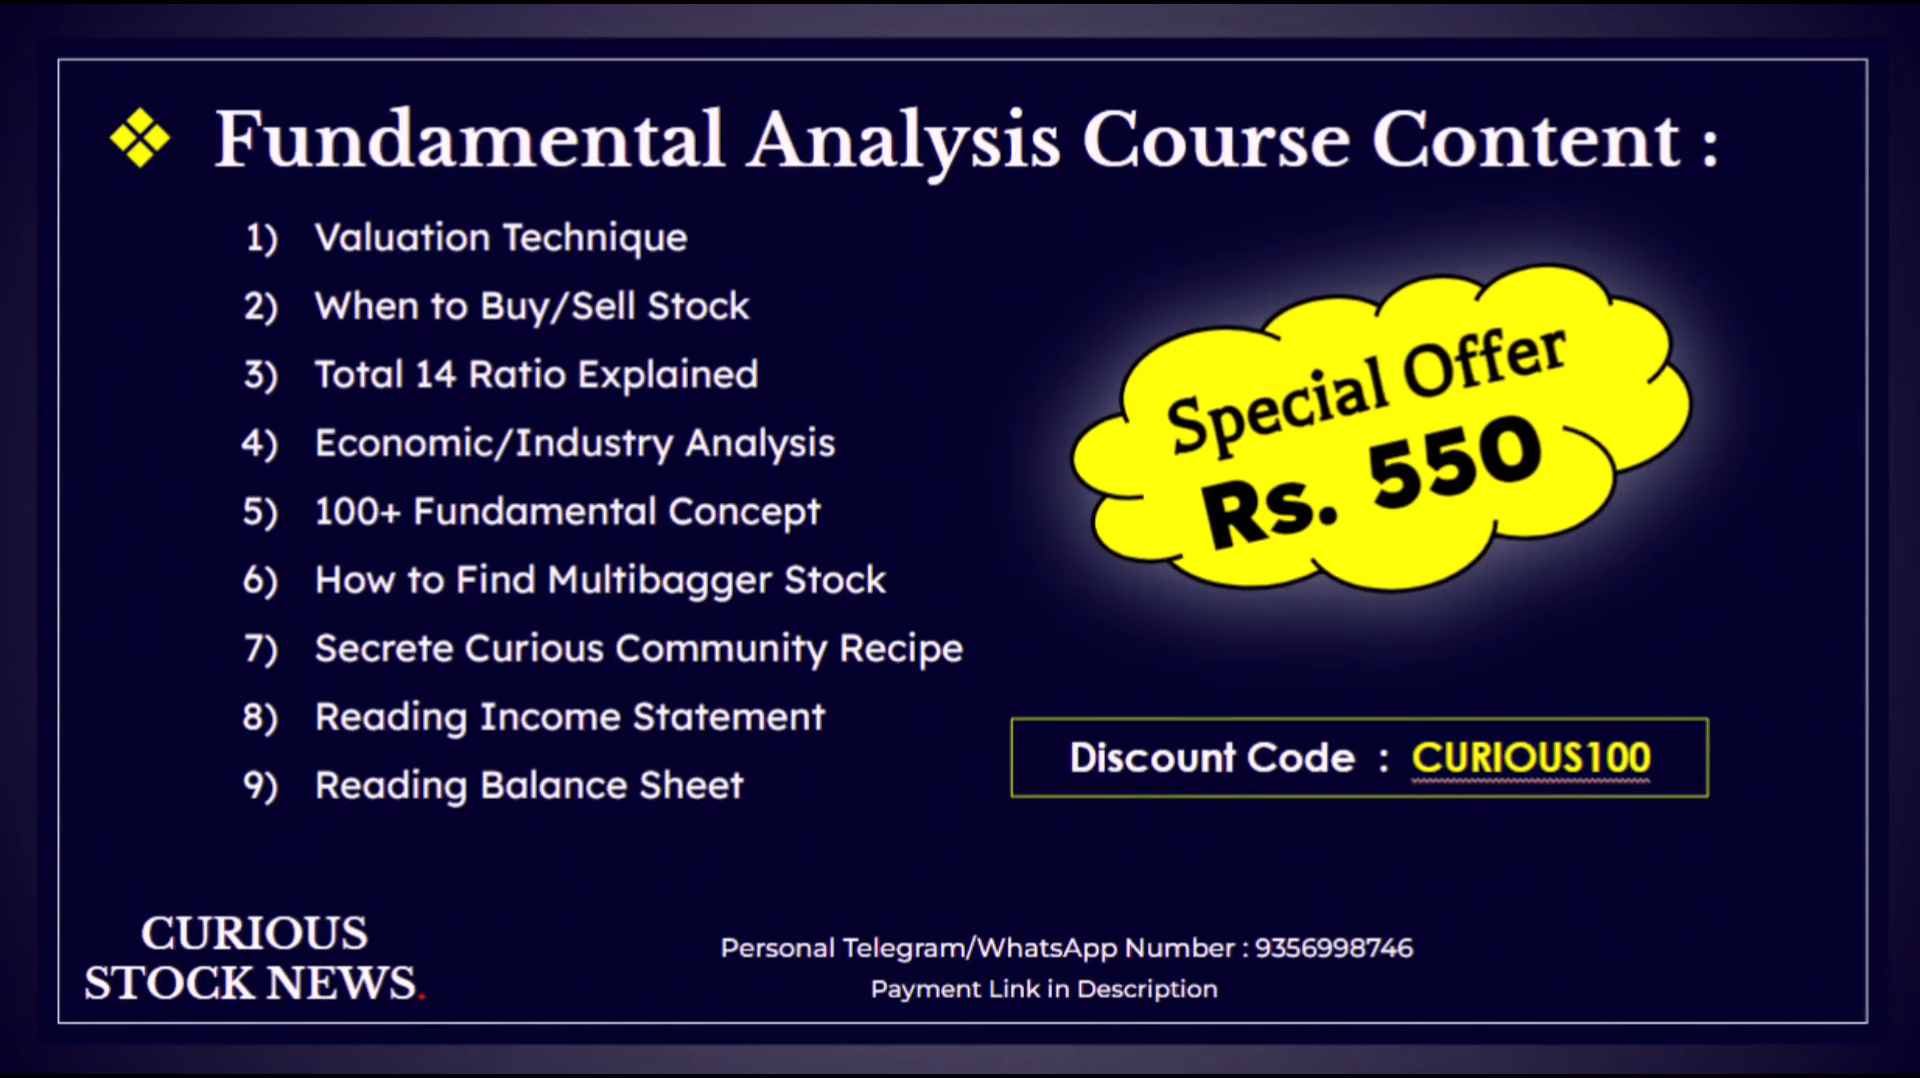 Fundamental Analysis Course Content :
1) Valuation Technique
2) When to Buy/Sell Stock
3) Total 14 Ratio Explained
4) Economic/Industry Analysis
5) 100+ Fundamental Concept
6) How to Find Multibagger Stock
7) Secrete Curious Community Recipe
8) Reading Income Statement
9) Reading Balance Sheet
Special Offer
Rs. 550
Discount Code : CURIOUS100
CURIOUS
STOCK NEWS.
Personal Telegram/WhatsApp Number : 9356998746
Payment Link in Description